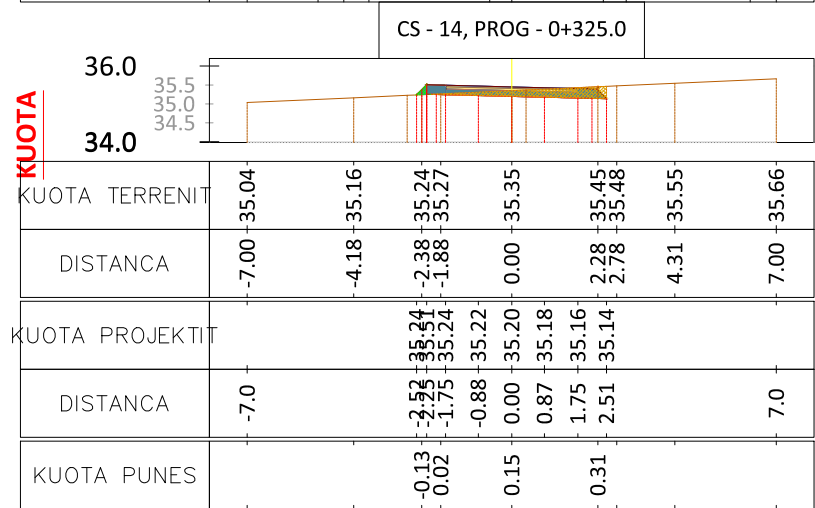 CS - 14, PROG - 0+325.0
KUOTA
36.0
35.5
35.0
34.5
34.0
KUOTA TERRENIT 35.04 35.16 35.24 35.27 35.35 35.45 35.48 35.55 35.66
DISTANCA -7.00 -4.18 -2.38 -1.88 0.00 2.28 2.78 4.31 7.00
KUOTA PROJEKTIT 35.24 35.51 35.24 35.22 35.20 35.18 35.16 35.14
DISTANCA -7.0 -2.52 -2.25 -1.75 -0.88 0.00 0.87 1.75 2.51 7.0
KUOTA PUNES -0.13 0.02 0.15 0.31